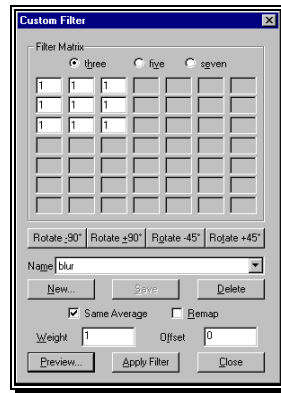 Custom Filter
Filter Matrix
three five seven
1 1 1
1 1 1
1 1 1
Rotate -90° Rotate +90° Rotate -45° Rotate +45°
Name blur
New... Save Delete
Same Average Remap
Weight 1 Offset 0
Preview... Apply Filter Close